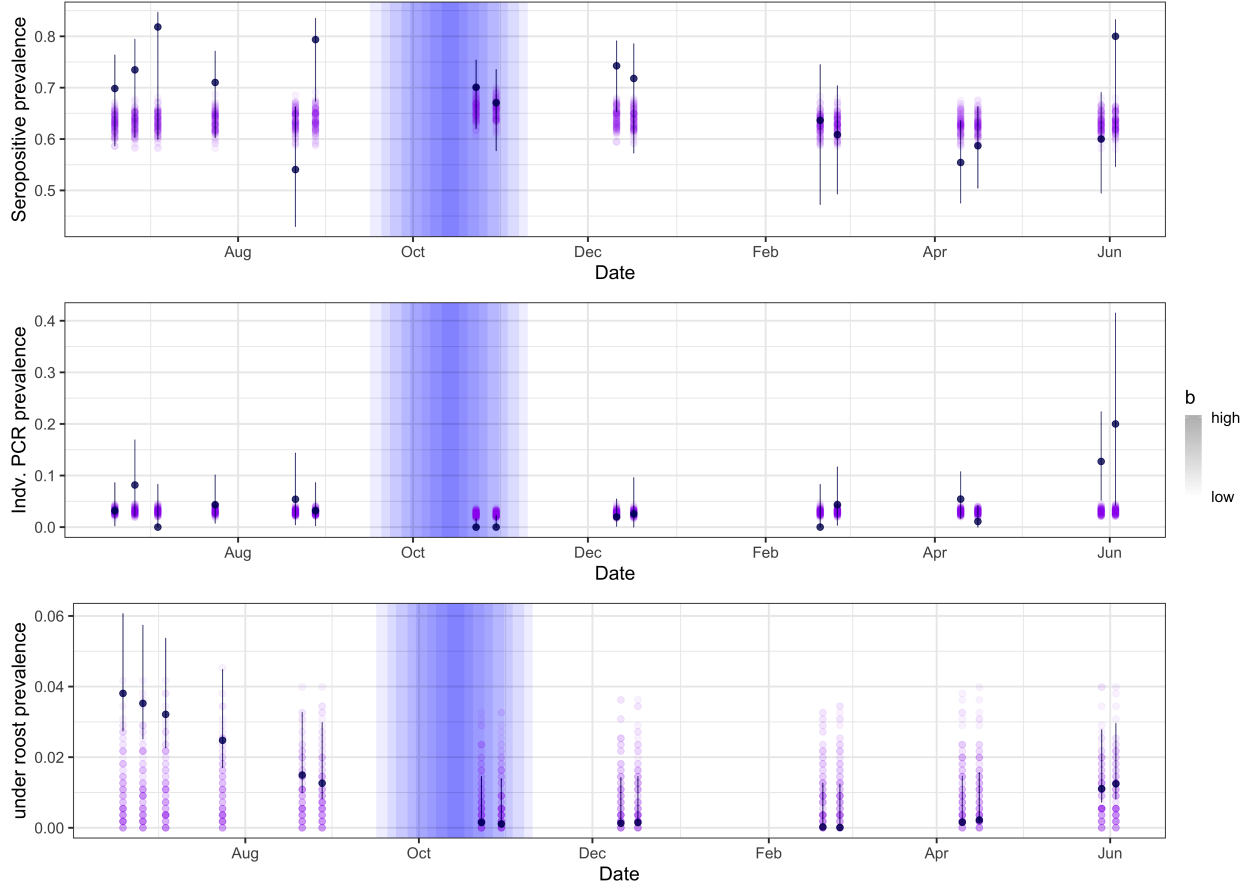 Seropositive prevalence
0.8
0.7
0.6
0.5
Aug Oct Dec Feb Apr Jun
Date
Indv. PCR prevalence
0.4
0.3
0.2
0.1
0.0
Aug Oct Dec Feb Apr Jun
Date
b
high
low
under roost prevalence
0.06
0.04
0.02
0.00
Aug Oct Dec Feb Apr Jun
Date